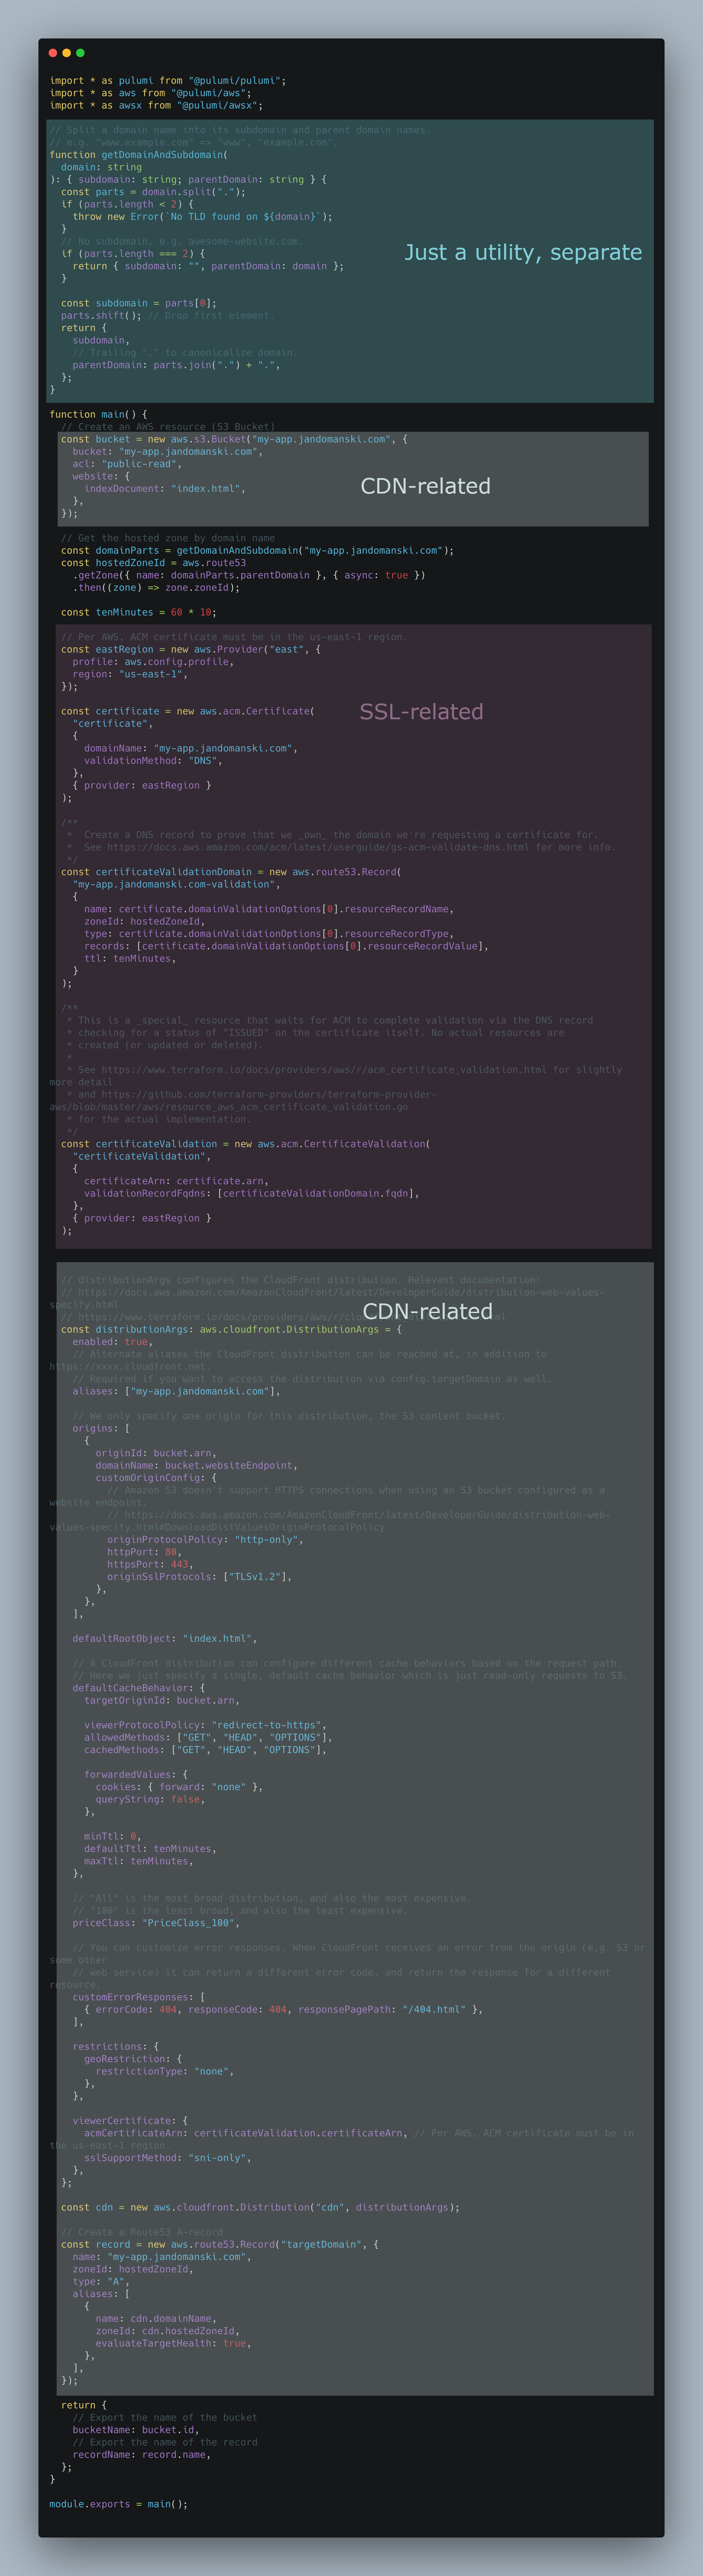 import * as pulumi from "@pulumi/pulumi";
import * as aws from "@pulumi/aws";
import * as awsx from "@pulumi/awsx";
// Split a domain name into its subdomain and parent domain names.
// e.g. "www.example.com" => "www", "example.com".
function getDomainAndSubdomain(
  domain: string
): { subdomain: string; parentDomain: string } {
  const parts = domain.split(".");
  if (parts.length < 2) {
    throw new Error(`No TLD found on ${domain}`);
  }
  // No subdomain, e.g. awesome-website.com.
  if (parts.length === 2) {
Just a utility, separate
    return { subdomain: "", parentDomain: domain };
  }
  const subdomain = parts[0];
  parts.shift(); // Drop first element.
  return {
    subdomain,
    // Trailing "." to canonicalize domain.
    parentDomain: parts.join(".") + ".",
  };
}
function main() {
  // Create an AWS resource (S3 Bucket)
  const bucket = new aws.s3.Bucket("my-app.jandomanski.com", {
    bucket: "my-app.jandomanski.com",
    acl: "public-read",
    website: {
      indexDocument: "index.html",
CDN-related
    },
  });
  // Get the hosted zone by domain name
  const domainParts = getDomainAndSubdomain("my-app.jandomanski.com");
  const hostedZoneId = aws.route53
    .getZone({ name: domainParts.parentDomain }, { async: true })
    .then((zone) => zone.zoneId);
  const tenMinutes = 60 * 10;
  // Per AWS, ACM certificate must be in the us-east-1 region.
  const eastRegion = new aws.Provider("east", {
    profile: aws.config.profile,
    region: "us-east-1",
  });
  const certificate = new aws.acm.Certificate(
SSL-related
    "certificate",
    {
      domainName: "my-app.jandomanski.com",
      validationMethod: "DNS",
    },
    { provider: eastRegion }
  );
  /**
   *  Create a DNS record to prove that we _own_ the domain we're requesting a certificate for.
   *  See https://docs.aws.amazon.com/acm/latest/userguide/gs-acm-validate-dns.html for more info.
   */
  const certificateValidationDomain = new aws.route53.Record(
    "my-app.jandomanski.com-validation",
    {
      name: certificate.domainValidationOptions[0].resourceRecordName,
      zoneId: hostedZoneId,
      type: certificate.domainValidationOptions[0].resourceRecordType,
      records: [certificate.domainValidationOptions[0].resourceRecordValue],
      ttl: tenMinutes,
    }
  );
  /**
   * This is a _special_ resource that waits for ACM to complete validation via the DNS record
   * checking for a status of "ISSUED" on the certificate itself. No actual resources are
   * created (or updated or deleted).
   *
   * See https://www.terraform.io/docs/providers/aws/r/acm_certificate_validation.html for slightly
more detail
   * and https://github.com/terraform-providers/terraform-provider-
aws/blob/master/aws/resource_aws_acm_certificate_validation.go
   * for the actual implementation.
   */
  const certificateValidation = new aws.acm.CertificateValidation(
    "certificateValidation",
    {
      certificateArn: certificate.arn,
      validationRecordFqdns: [certificateValidationDomain.fqdn],
    },
    { provider: eastRegion }
  );
  // distributionArgs configures the CloudFront distribution. Relevant documentation:
  // https://docs.aws.amazon.com/AmazonCloudFront/latest/DeveloperGuide/distribution-web-values-
specify.html
CDN-related
  // https://www.terraform.io/docs/providers/aws/r/
  const distributionArgs: aws.cloudfront.DistributionArgs = {
    enabled: true,
    // Alternate aliases the CloudFront distribution can be reached at, in addition to
https://xxxx.cloudfront.net.
    // Required if you want to access the distribution via config.targetDomain as well.
    aliases: ["my-app.jandomanski.com"],
    // We only specify one origin for this distribution, the S3 content bucket.
    origins: [
      {
        originId: bucket.arn,
        domainName: bucket.websiteEndpoint,
        customOriginConfig: {
          // Amazon S3 doesn't support HTTPS connections when using an S3 bucket configured as a
website endpoint.
          // https://docs.aws.amazon.com/AmazonCloudFront/latest/DeveloperGuide/distribution-web-
values-specify.html#DownloadDistValuesOriginProtocolPolicy
          originProtocolPolicy: "http-only",
          httpPort: 80,
          httpsPort: 443,
          originSslProtocols: ["TLSv1.2"],
        },
      },
    ],
    defaultRootObject: "index.html",
    // A CloudFront distribution can configure different cache behaviors based on the request path.
    // Here we just specify a single, default cache behavior which is just read-only requests to S3.
    defaultCacheBehavior: {
      targetOriginId: bucket.arn,
      viewerProtocolPolicy: "redirect-to-https",
      allowedMethods: ["GET", "HEAD", "OPTIONS"],
      cachedMethods: ["GET", "HEAD", "OPTIONS"],
      forwardedValues: {
        cookies: { forward: "none" },
        queryString: false,
      },
      minTtl: 0,
      defaultTtl: tenMinutes,
      maxTtl: tenMinutes,
    },
    // "All" is the most broad distribution, and also the most expensive.
    // "100" is the least broad, and also the least expensive.
    priceClass: "PriceClass_100",
    // You can customize error responses. When CloudFront receives an error from the origin (e.g. S3 or
some other
    // web service) it can return a different error code, and return the response for a different
resource.
    customErrorResponses: [
      { errorCode: 404, responseCode: 404, responsePagePath: "/404.html" },
    ],
    restrictions: {
      geoRestriction: {
        restrictionType: "none",
      },
    },
    viewerCertificate: {
      acmCertificateArn: certificateValidation.certificateArn, // Per AWS, ACM certificate must be in
the us-east-1 region.
      sslSupportMethod: "sni-only",
    },
  };
  const cdn = new aws.cloudfront.Distribution("cdn", distributionArgs);
  // Create a Route53 A-record
  const record = new aws.route53.Record("targetDomain", {
    name: "my-app.jandomanski.com",
    zoneId: hostedZoneId,
    type: "A",
    aliases: [
      {
        name: cdn.domainName,
        zoneId: cdn.hostedZoneId,
        evaluateTargetHealth: true,
      },
    ],
  });
  return {
    // Export the name of the bucket
    bucketName: bucket.id,
    // Export the name of the record
    recordName: record.name,
  };
}
module.exports = main();